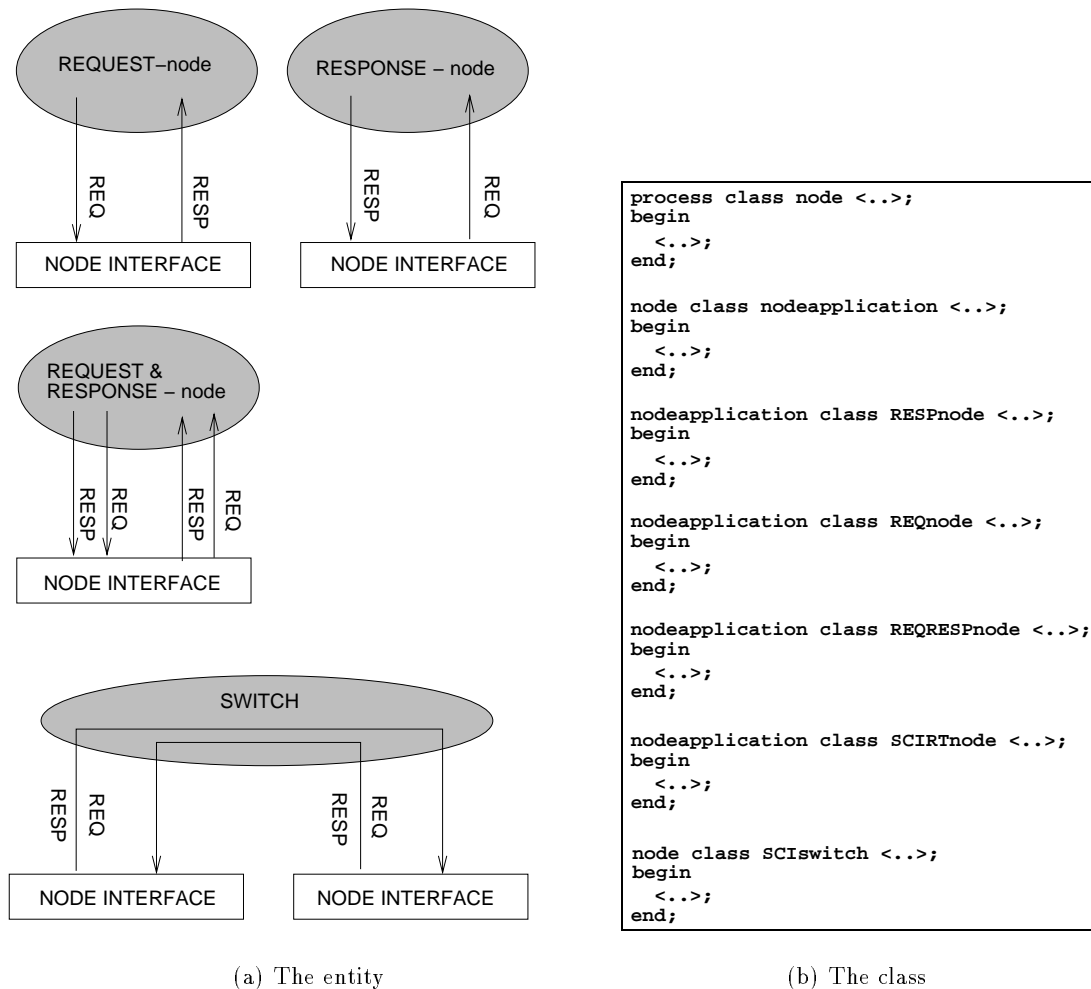 REQUEST–node
REQ
RESP
NODE INTERFACE
RESPONSE – node
RESP
REQ
NODE INTERFACE
REQUEST &
RESPONSE – node
RESP
REQ
RESP
REQ
NODE INTERFACE
SWITCH
RESP
REQ
RESP
REQ
NODE INTERFACE
NODE INTERFACE
(a) The entity
process class node <..>;
begin
<..>;
end;
node class nodeapplication <..>;
begin
<..>;
end;
nodeapplication class RESPnode <..>;
begin
<..>;
end;
nodeapplication class REQnode <..>;
begin
<..>;
end;
nodeapplication class REQRESPnode <..>;
begin
<..>;
end;
nodeapplication class SCIRTnode <..>;
begin
<..>;
end;
node class SCIswitch <..>;
begin
<..>;
end;
(b) The class